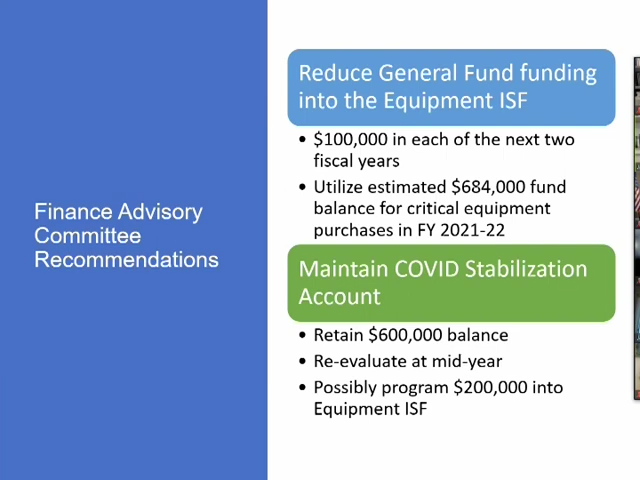 Finance Advisory
Committee
Recommendations
Reduce General Fund funding
into the Equipment ISF
• $100,000 in each of the next two
fiscal years
• Utilize estimated $684,000 fund
balance for critical equipment
purchases in FY 2021-22
Maintain COVID Stabilization
Account
• Retain $600,000 balance
• Re-evaluate at mid-year
• Possibly program $200,000 into
Equipment ISF